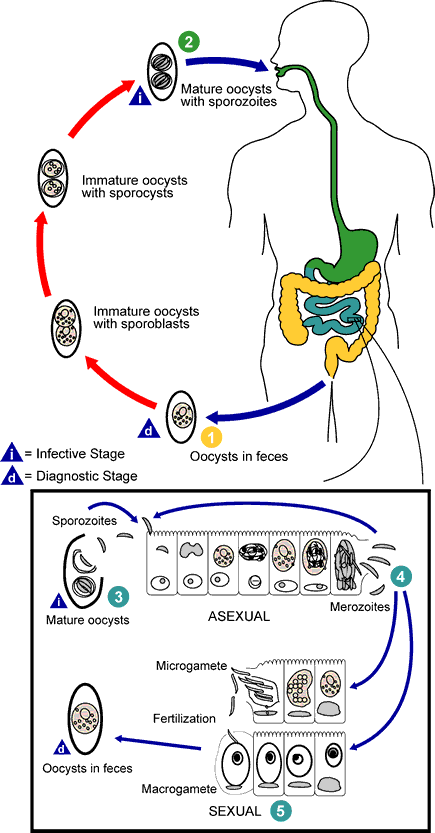 2
i
Mature oocysts
with sporozoites
Immature oocysts
with sporocysts
Immature oocysts
with sporoblasts
d
1
Oocysts in feces
i = Infective Stage
d = Diagnostic Stage
Sporozoites
i
3
Mature oocysts
ASEXUAL
4
Merozoites
Microgamete
Fertilization
d
Oocysts in feces
Macrogamete
SEXUAL 5